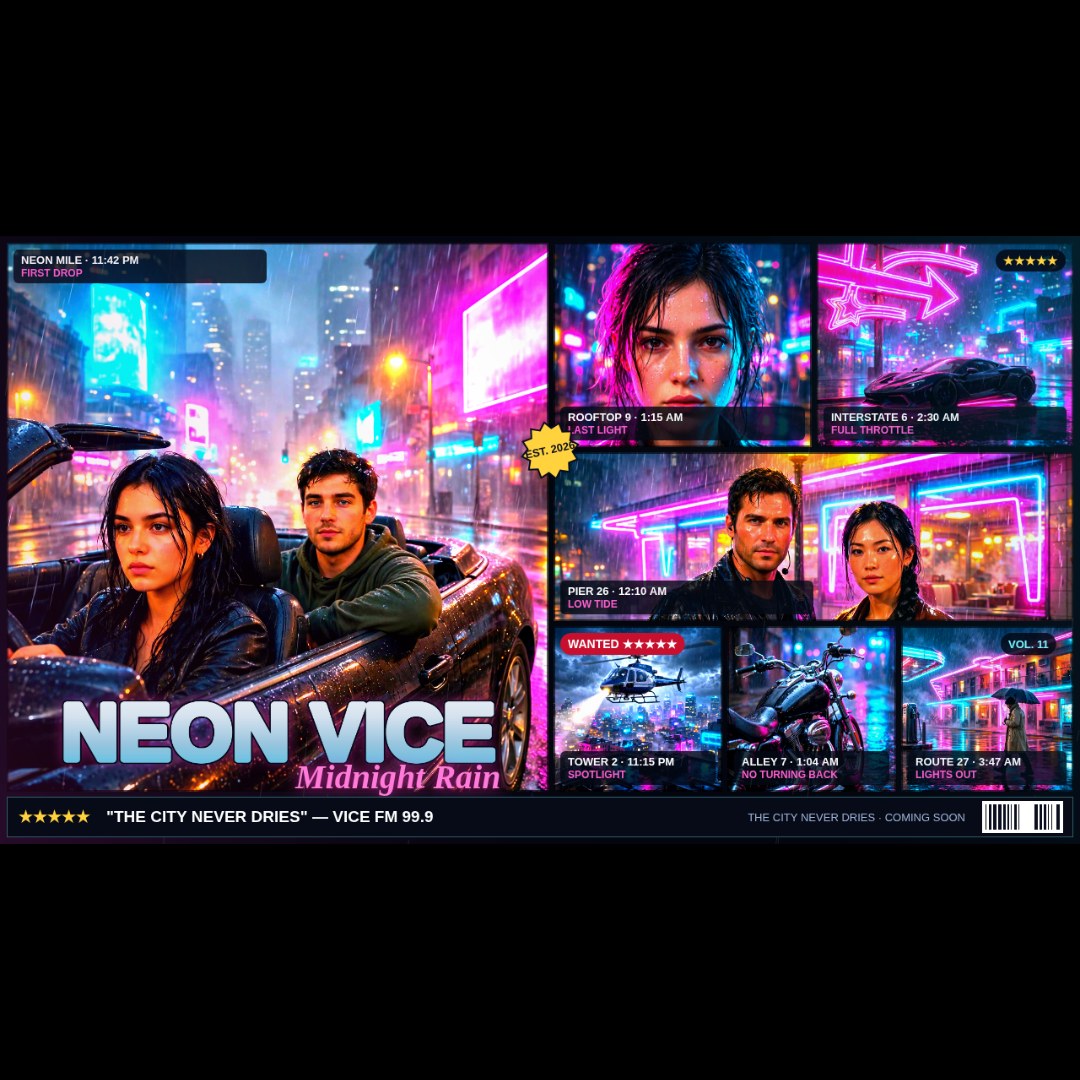 NEON MILE · 11:42 PM
FIRST DROP
NEON VICE
Midnight Rain
EST. 2026
ROOFTOP 9 · 1:15 AM
LAST LIGHT
★★★★★
INTERSTATE 6 · 2:30 AM
FULL THROTTLE
PIER 26 · 12:10 AM
LOW TIDE
WANTED ★★★★★
TOWER 2 · 11:15 PM
SPOTLIGHT
ALLEY 7 · 1:04 AM
NO TURNING BACK
VOL. 11
ROUTE 27 · 3:47 AM
LIGHTS OUT
★★★★★ "THE CITY NEVER DRIES" — VICE FM 99.9
THE CITY NEVER DRIES · COMING SOON